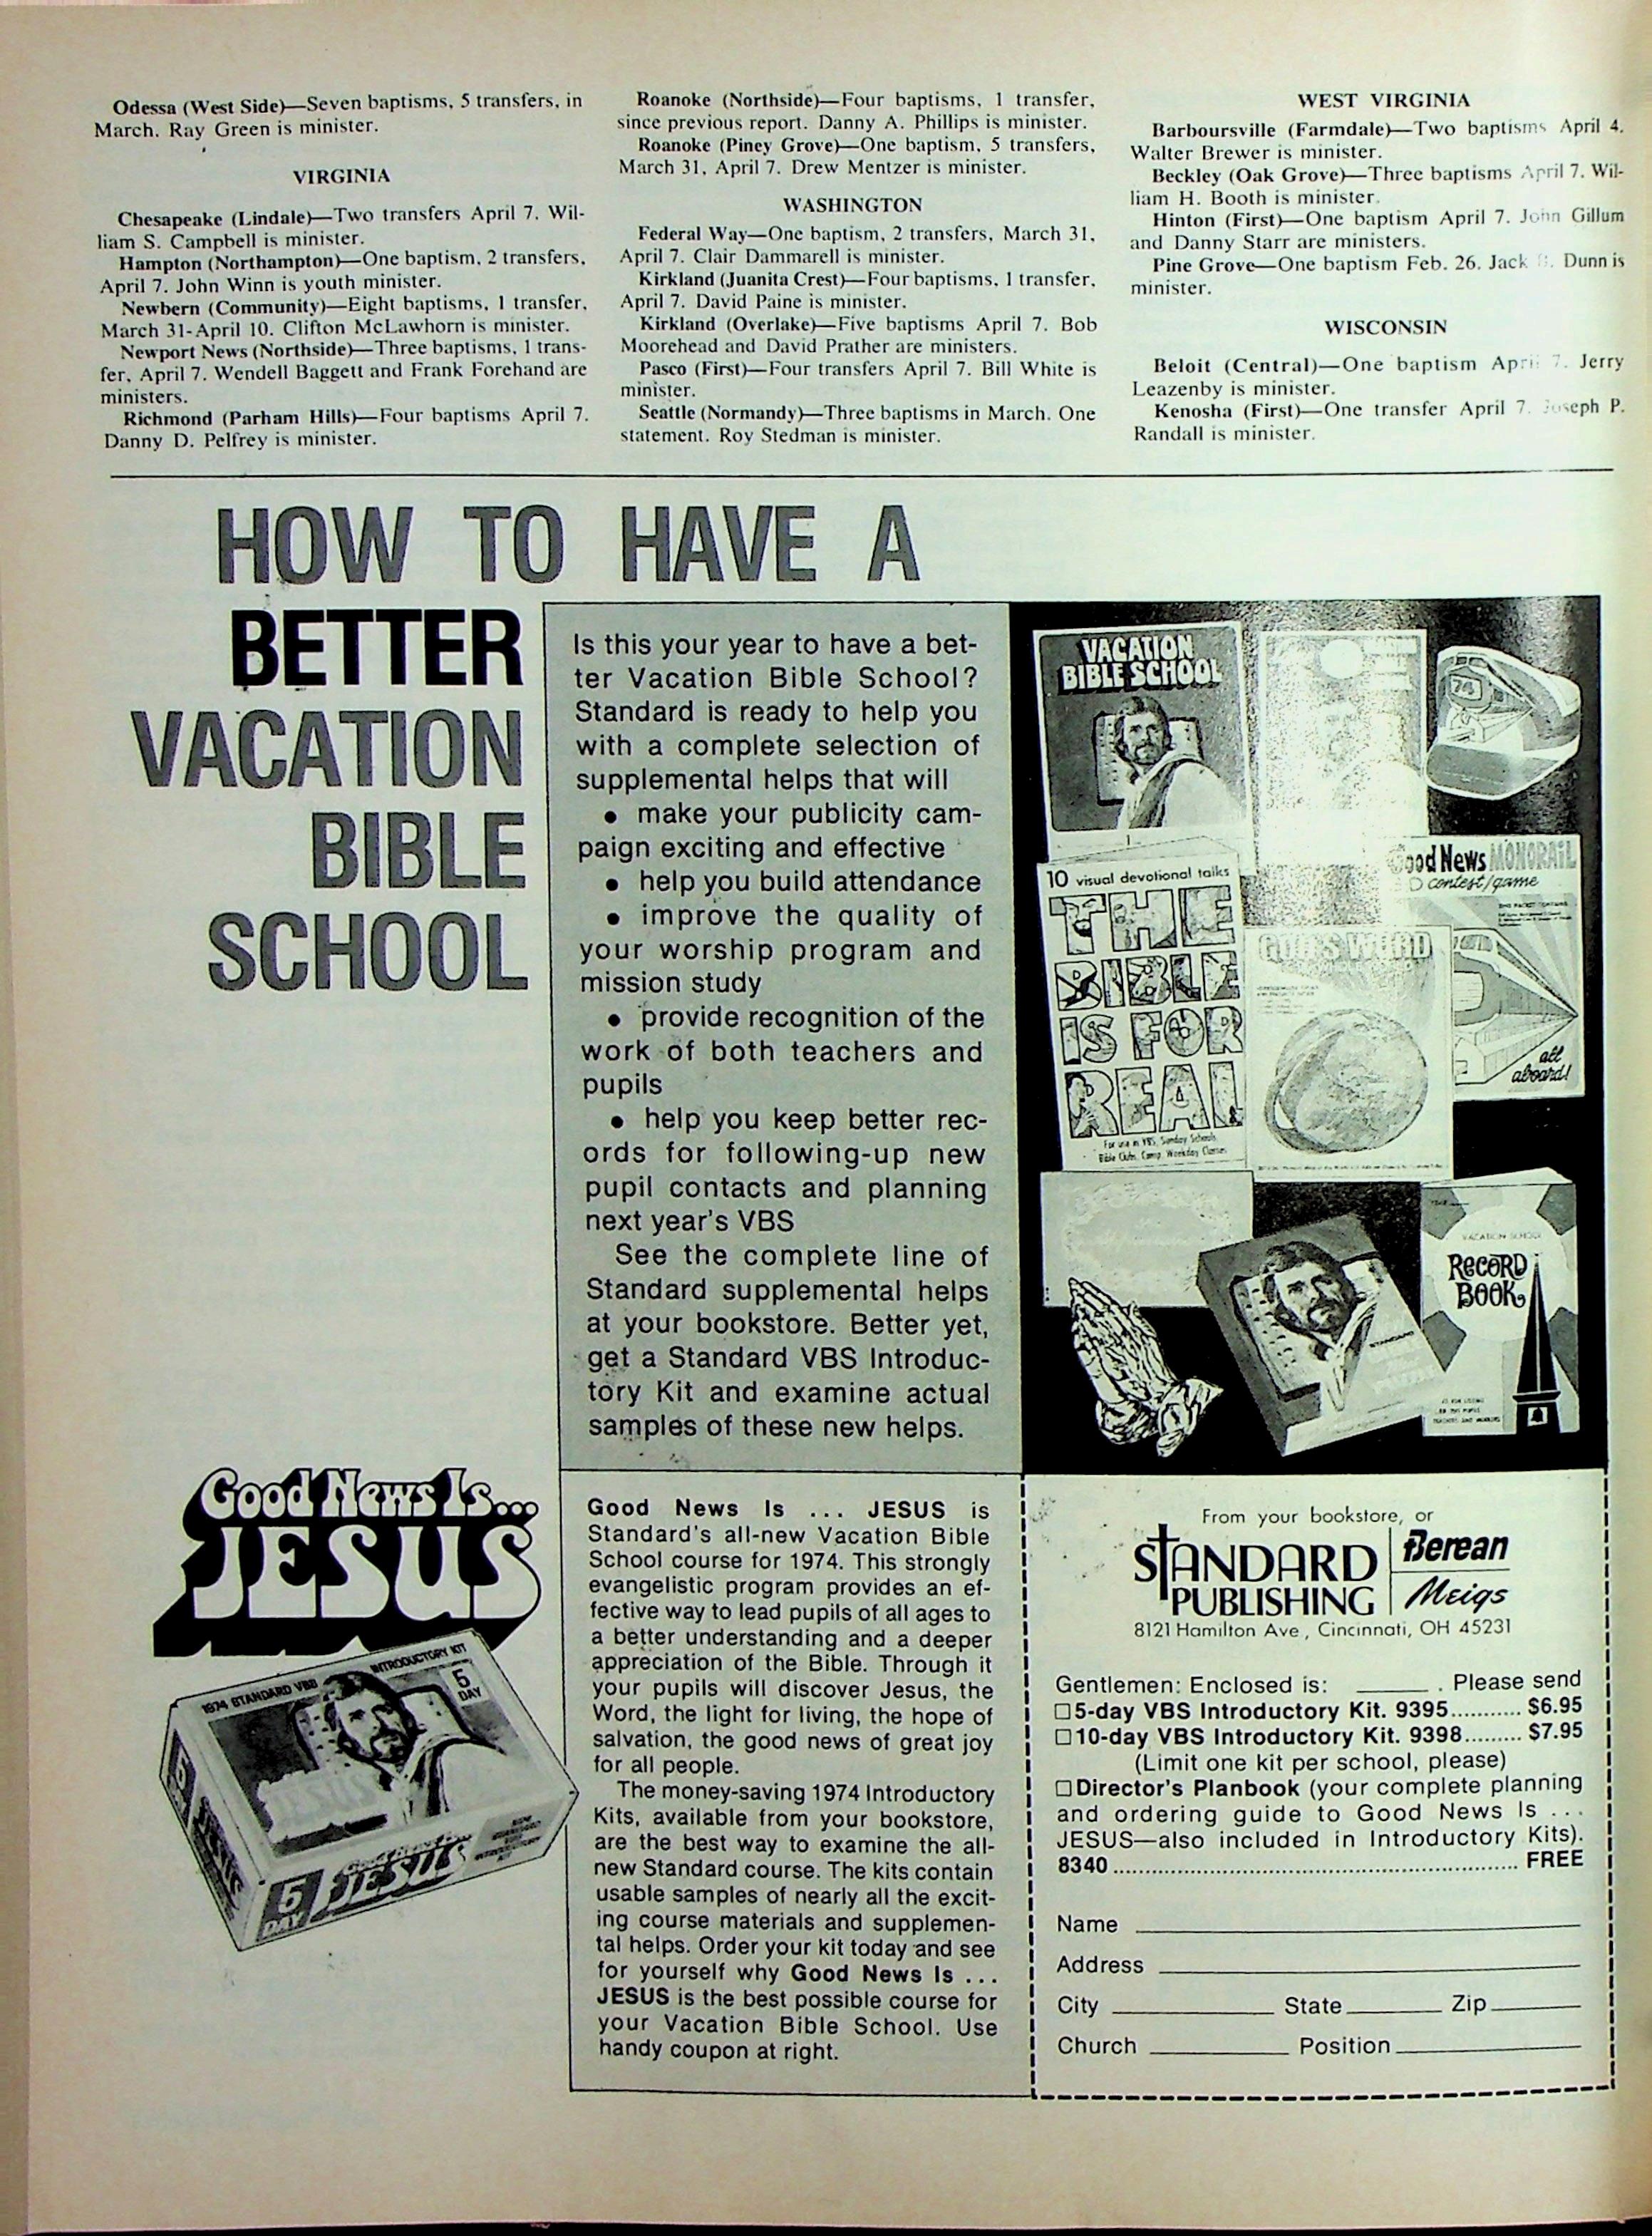 Odessa (West Side)—Seven baptisms, 5 transfers, in
March. Ray Green is minister.
VIRGINIA
Chesapeake (Lindale)—Two transfers April 7. Wil-
liam S. Campbell is minister.
Hampton (Northampton)—One baptism, 2 transfers,
April 7. John Winn is youth minister.
Newbern (Community)—Eight baptisms, 1 transfer,
March 31-April 10. Clifton McLawhorn is minister.
Newport News (Northside)—Three baptisms, 1 trans-
fer, April 7. Wendell Baggett and Frank Forehand are
ministers.
Richmond (Parham Hills)—Four baptisms April 7.
Danny D. Pelfrey is minister.
Roanoke (Northside)—Four baptisms, 1 transfer,
since previous report. Danny A. Phillips is minister.
Roanoke (Piney Grove)—One baptism, 5 transfers,
March 31, April 7. Drew Mentzer is minister.
WASHINGTON
Federal Way—One baptism, 2 transfers, March 31,
April 7. Clair Dammarell is minister.
Kirkland (Juanita Crest)—Four baptisms, 1 transfer,
April 7. David Paine is minister.
Kirkland (Overlake)—Five baptisms April 7. Bob
Moorehead and David Prather are ministers.
Pasco (First)—Four transfers April 7. Bill White is
minister.
Seattle (Normandy)—Three baptisms in March. One
statement. Roy Stedman is minister.
WEST VIRGINIA
Barboursville (Farmdale)—Two baptisms April 4.
Walter Brewer is minister.
Beckley (Oak Grove)—Three baptisms April 7. Wil-
liam H. Booth is minister.
Hinton (First)—One baptism April 7. John Gillum
and Danny Starr are ministers.
Pine Grove—One baptism Feb. 26. Jack Dunn is
minister.
WISCONSIN
Beloit (Central)—One baptism April 7. Jerry
Leazenby is minister.
Kenosha (First)—One transfer April 7. Joseph P.
Randall is minister.
HOW TO HAVE A
BETTER
VACATION
BIBLE
SCHOOL
Is this your year to have a bet-
ter Vacation Bible School?
Standard is ready to help you
with a complete selection of
supplemental helps that will
• make your publicity cam-
paign exciting and effective
• help you build attendance
• improve the quality of
your worship program and
mission study
• provide recognition of the
work of both teachers and
pupils
• help you keep better rec-
ords for following-up new
pupil contacts and planning
next year's VBS
See the complete line of
Standard supplemental helps
at your bookstore. Better yet,
get a Standard VBS Introduc-
tory Kit and examine actual
samples of these new helps.
VACATION
BIBLE SCHOOL
74
Good News MONORAIL
contest/game
all
aboard!
10 visual devotional talks
THE
BIBLE
IS FOR
REAL
For use in VBS, Sunday Schools
Bible Clubs, Camp, Weekday Classes
GOD'S WORD
STANDARD
VACATION SCHOOL
RECORD
BOOK
Good News Is...
JESUS
1974 STANDARD VBS INTRODUCTORY KIT
5
DAY
JESUS
5
DAY
Good News Is ... JESUS is
Standard's all-new Vacation Bible
School course for 1974. This strongly
evangelistic program provides an ef-
fective way to lead pupils of all ages to
a better understanding and a deeper
appreciation of the Bible. Through it
your pupils will discover Jesus, the
Word, the light for living, the hope of
salvation, the good news of great joy
for all people.
The money-saving 1974 Introductory
Kits, available from your bookstore,
are the best way to examine the all-
new Standard course. The kits contain
usable samples of nearly all the excit-
ing course materials and supplemen-
tal helps. Order your kit today and see
for yourself why Good News Is ...
JESUS is the best possible course for
your Vacation Bible School. Use
handy coupon at right.
From your bookstore, or
STANDARD
PUBLISHING
Berean
Meigs
8121 Hamilton Ave., Cincinnati, OH 45231
Gentlemen: Enclosed is: ______. Please send
☐5-day VBS Introductory Kit. 9395........... $6.95
☐10-day VBS Introductory Kit. 9398......... $7.95
(Limit one kit per school, please)
☐Director's Planbook (your complete planning
and ordering guide to Good News Is ...
JESUS—also included in Introductory Kits).
8340 ................................................................ FREE
Name
Address
City State Zip
Church Position